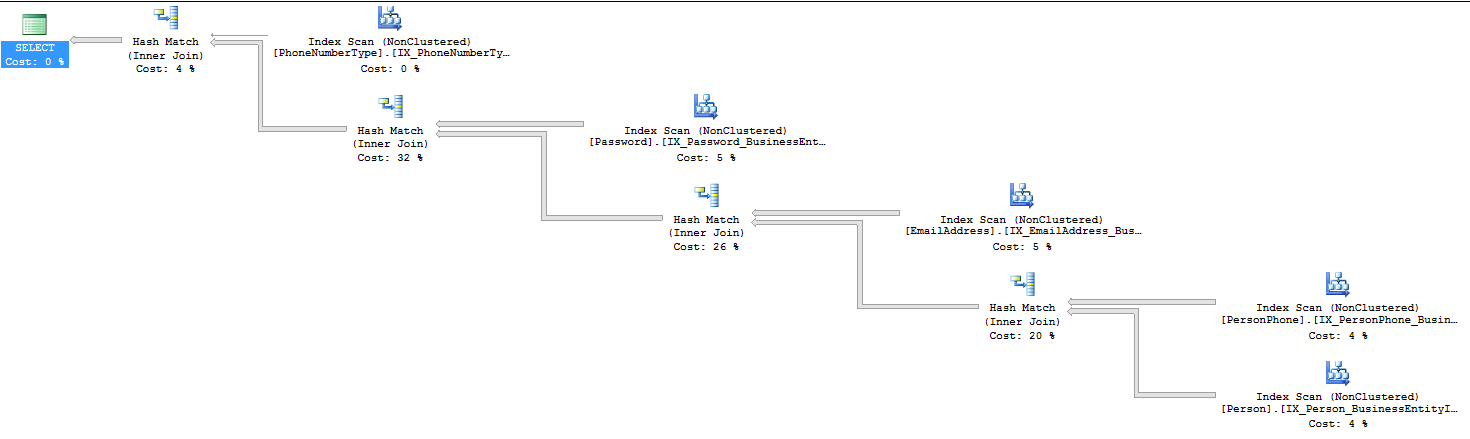 SELECT
Cost: 0 %
Hash Match
(Inner Join)
Cost: 4 %
Index Scan (NonClustered)
[PhoneNumberType].[IX_PhoneNumberTy…
Cost: 0 %
Hash Match
(Inner Join)
Cost: 32 %
Index Scan (NonClustered)
[Password].[IX_Password_BusinessEnt…
Cost: 5 %
Hash Match
(Inner Join)
Cost: 26 %
Index Scan (NonClustered)
[EmailAddress].[IX_EmailAddress_Bus…
Cost: 5 %
Hash Match
(Inner Join)
Cost: 20 %
Index Scan (NonClustered)
[PersonPhone].[IX_PersonPhone_Busin…
Cost: 4 %
Index Scan (NonClustered)
[Person].[IX_Person_BusinessEntityI…
Cost: 4 %